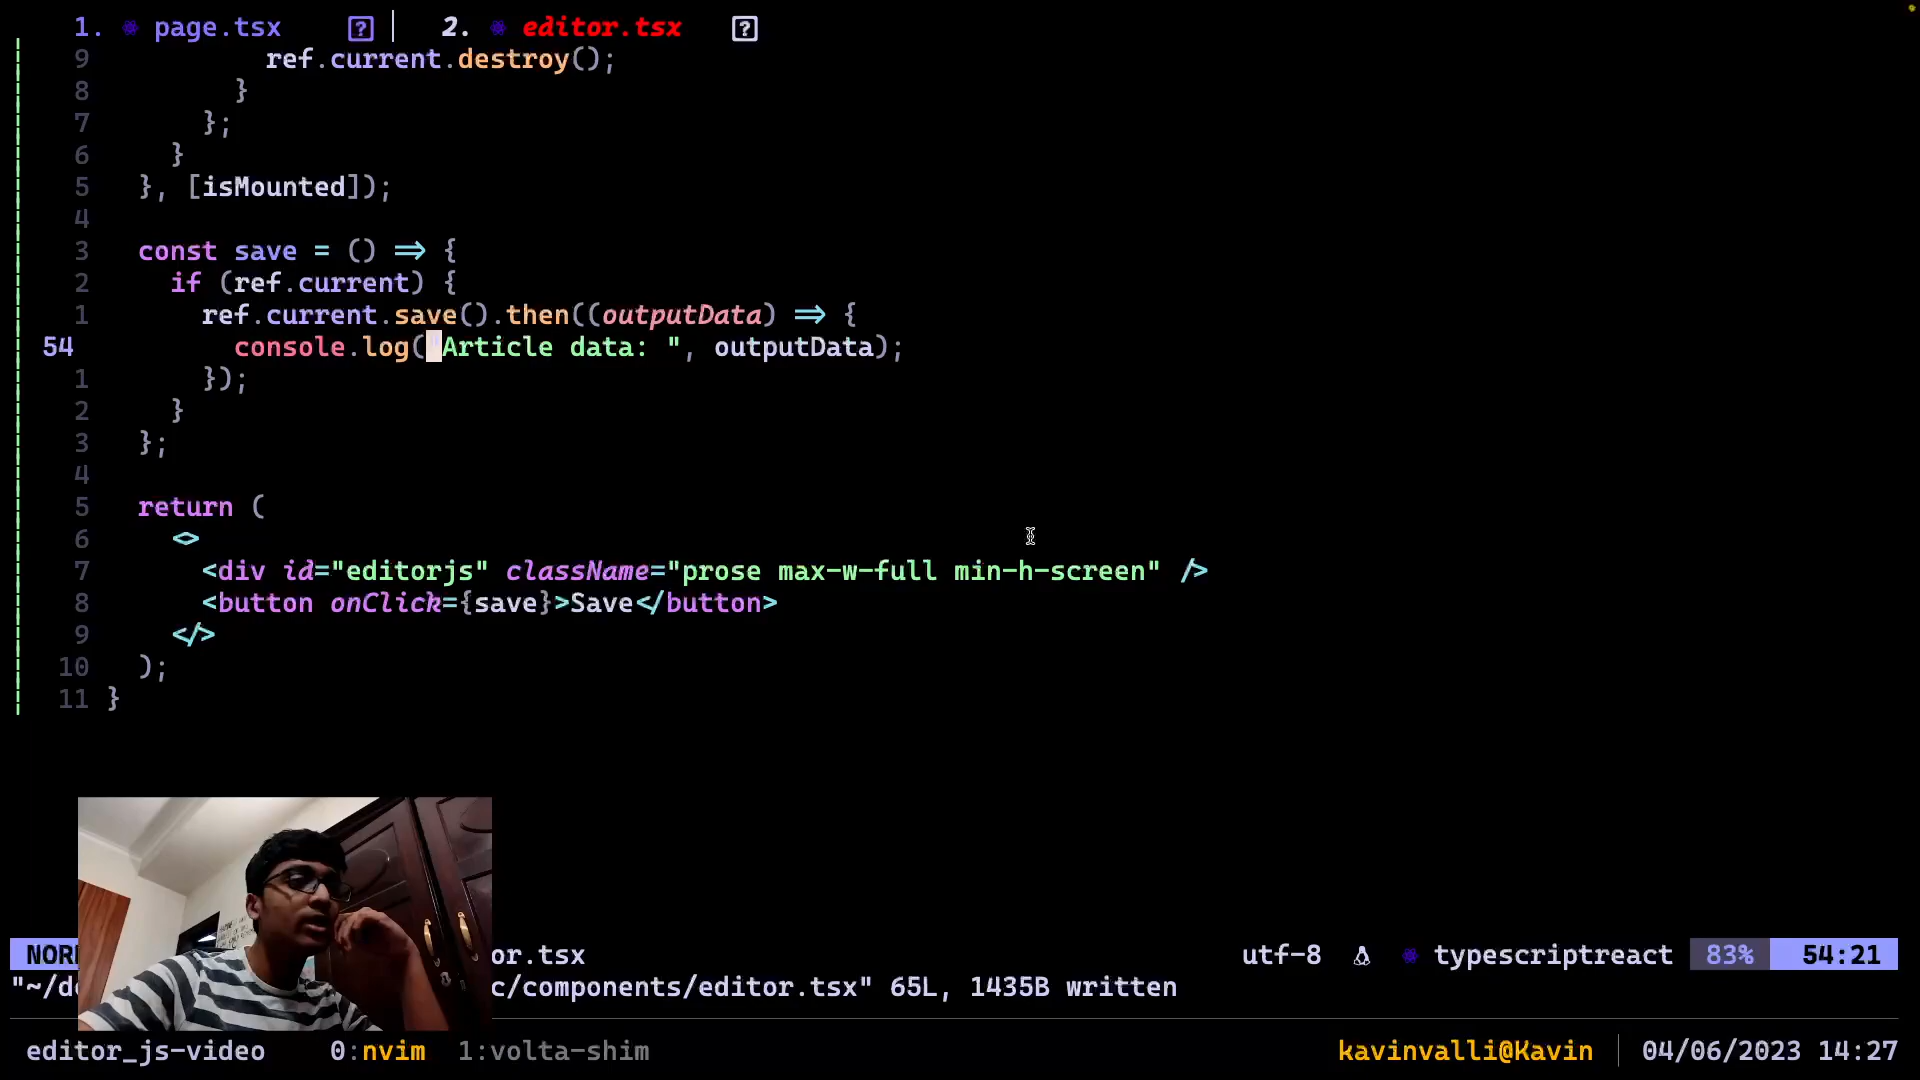 1. page.tsx [?] | 2. editor.tsx [?]
9 ref.current.destroy();
8 }
7 };
6 }
5 }, [isMounted]);
4
3 const save = () => {
2 if (ref.current) {
1 ref.current.save().then((outputData) => {
54 console.log("Article data: ", outputData);
1 });
2 }
3 };
4
5 return (
6 <>
7 <div id="editorjs" className="prose max-w-full min-h-screen" />
8 <button onClick={save}>Save</button>
9 </>
10 );
11 }
NOR or.tsx utf-8 typescriptreact 83% 54:21
"~/d c/components/editor.tsx" 65L, 1435B written
editor_js-video 0:nvim 1:volta-shim kavinvalli@Kavin 04/06/2023 14:27